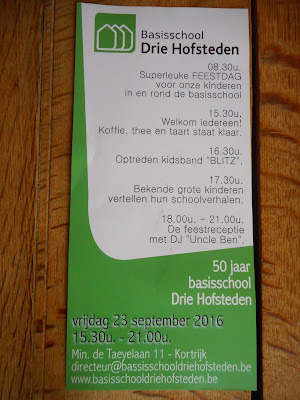 Basisschool
Drie Hofsteden
08.30u.
Superleuke FEESTDAG
voor onze kinderen
in en rond de basisschool
15.30u.
Welkom iedereen!
Koffie, thee en taart staat klaar.
16.30u.
Optreden kidsband "BLITZ".
17.30u.
Bekende grote kinderen
vertellen hun schoolverhalen.
18.00u. - 21.00u.
De feestreceptie
met DJ "Uncle Ben".
50 jaar
basisschool
Drie Hofsteden
vrijdag 23 september 2016
15.30u. - 21.00u.
Min. de Taeyelaan 11 - Kortrijk
directeur@bassisschooldriehofsteden.be
www.basisschooldriehofsteden.be